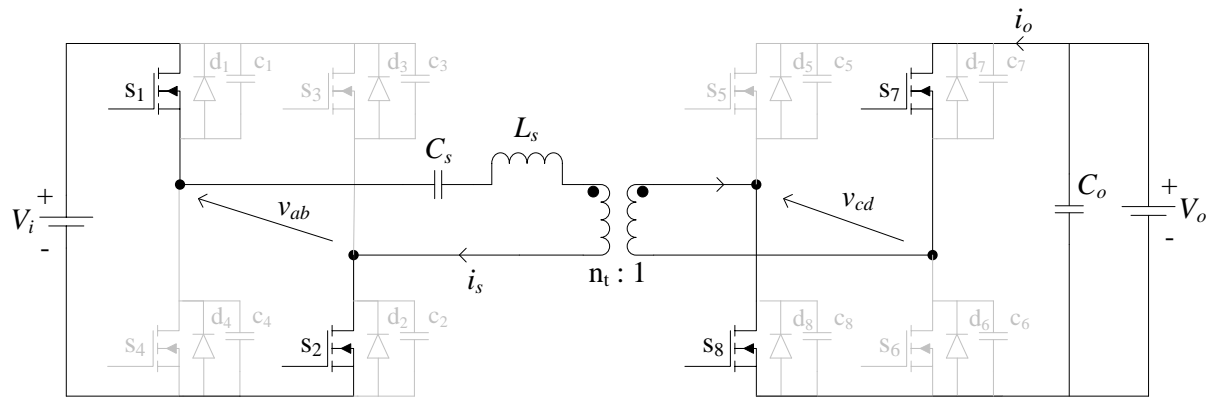 i_o
d_1 c_1 d_3 c_3 d_5 c_5 d_7 c_7
s_1 s_3 s_5 s_7
C_s L_s
+ V_i -
v_ab
v_cd
C_o
+ V_o -
i_s
n_t : 1
d_4 c_4 d_2 c_2 d_8 c_8 d_6 c_6
s_4 s_2 s_8 s_6